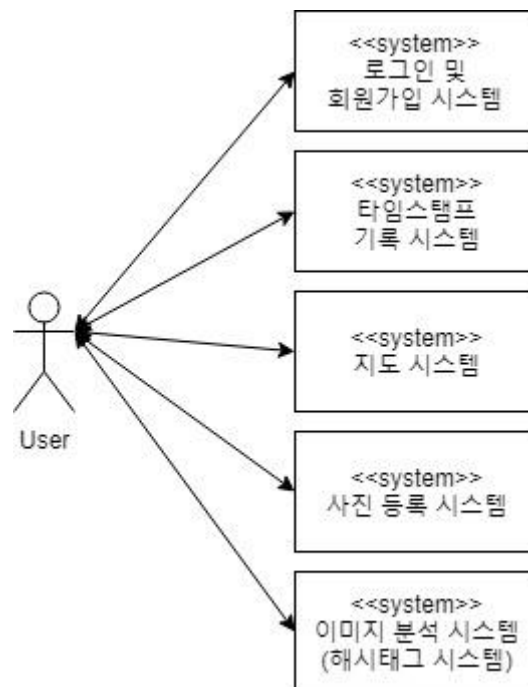 <<system>>
로그인 및
회원가입 시스템
<<system>>
타임스탬프
기록 시스템
<<system>>
지도 시스템
User
<<system>>
사진 등록 시스템
<<system>>
이미지 분석 시스템
(해시태그 시스템)